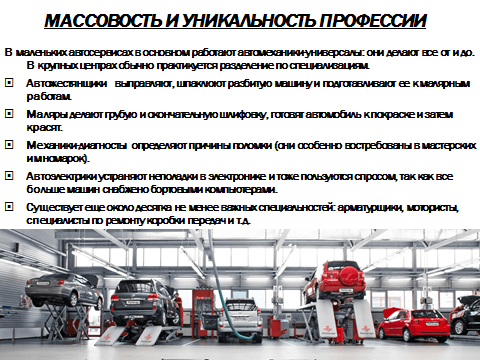 МАССОВОСТЬ И УНИКАЛЬНОСТЬ ПРОФЕССИИ
В маленьких автосервисах в основном работают автомеханики-универсалы: они делают все от и до.
В крупных центрах обычно практикуется разделение по специализациям.
Автожестянщики выправляют, шпаклюют разбитую машину и подготавливают ее к малярным
работам.
Маляры делают грубую и окончательную шлифовку, готовят автомобиль к покраске и затем
красят.
Механики-диагносты определяют причины поломки (они особенно востребованы в мастерских
иномарок).
Автоэлектрики устраняют неполадки в электронике и тоже пользуются спросом, так как все
больше машин снабжено бортовыми компьютерами.
Существует еще около десятка не менее важных специальностей: арматурщики, мотористы,
специалисты по ремонту коробки передач и т.д.